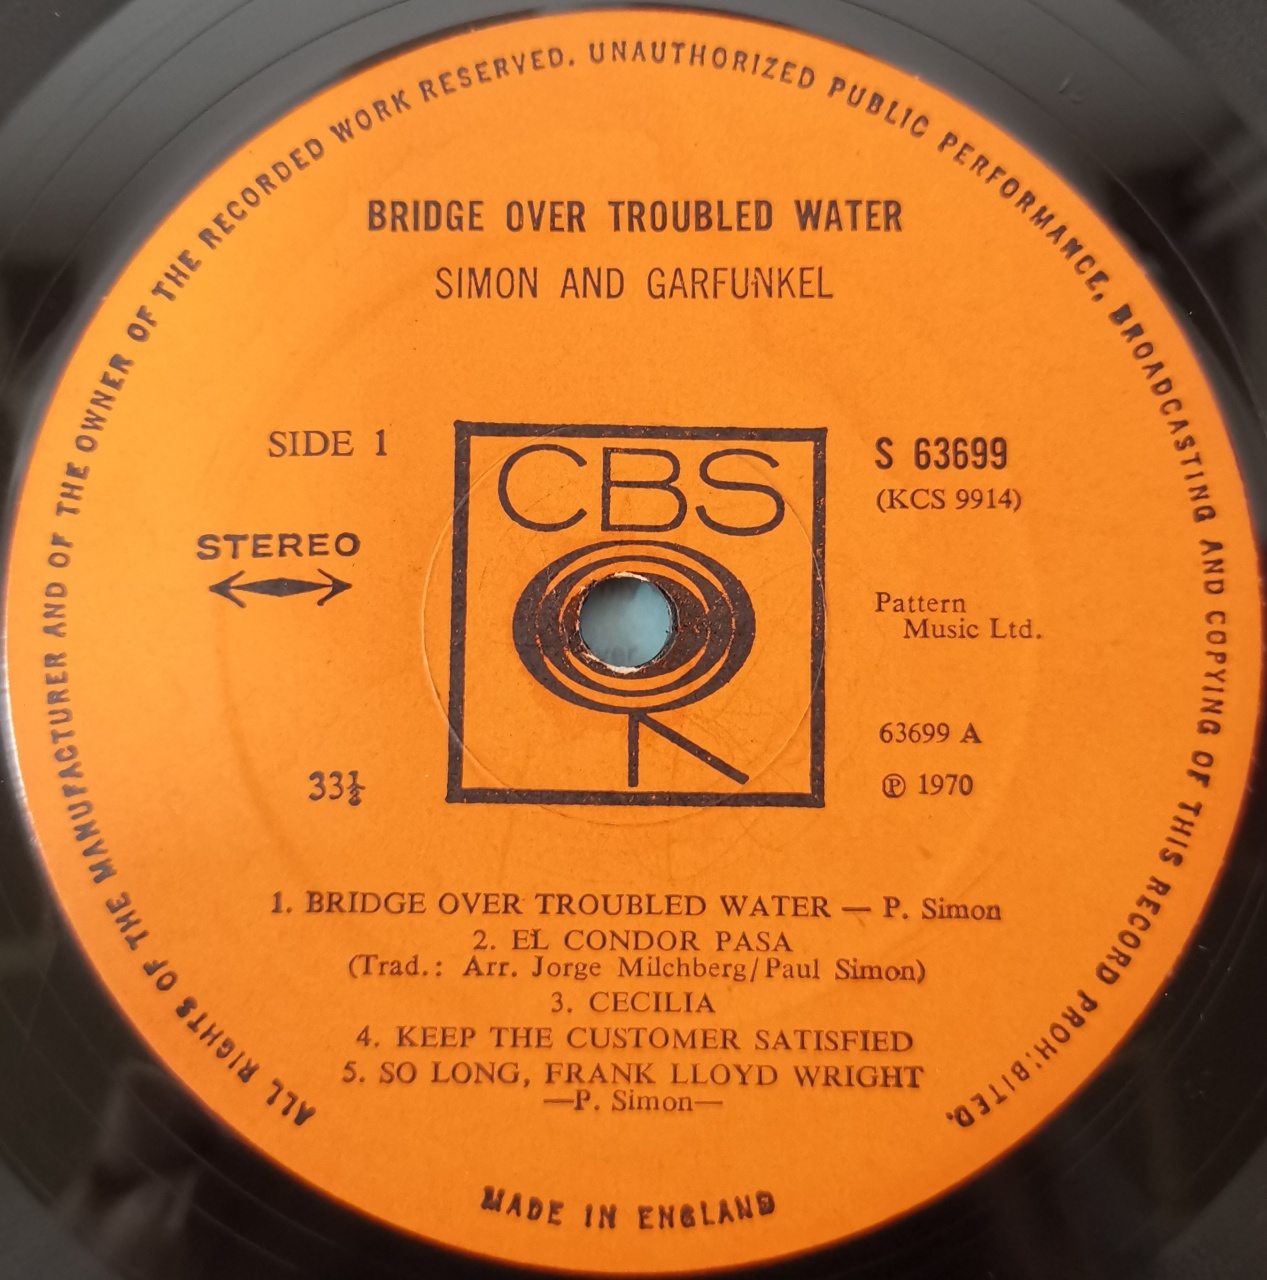 ALL RIGHTS OF THE MANUFACTURER AND OF THE OWNER OF THE RECORDED WORK RESERVED. UNAUTHORIZED PUBLIC PERFORMANCE, BROADCASTING AND COPYING OF THIS RECORD PROHIBITED.
BRIDGE OVER TROUBLED WATER
SIMON AND GARFUNKEL
SIDE 1
STEREO
33⅓
CBS
S 63699
(KCS 9914)
Pattern
Music Ltd.
63699 A
℗ 1970
1. BRIDGE OVER TROUBLED WATER — P. Simon
2. EL CONDOR PASA
(Trad.: Arr. Jorge Milchberg/Paul Simon)
3. CECILIA
4. KEEP THE CUSTOMER SATISFIED
5. SO LONG, FRANK LLOYD WRIGHT
—P. Simon—
MADE IN ENGLAND